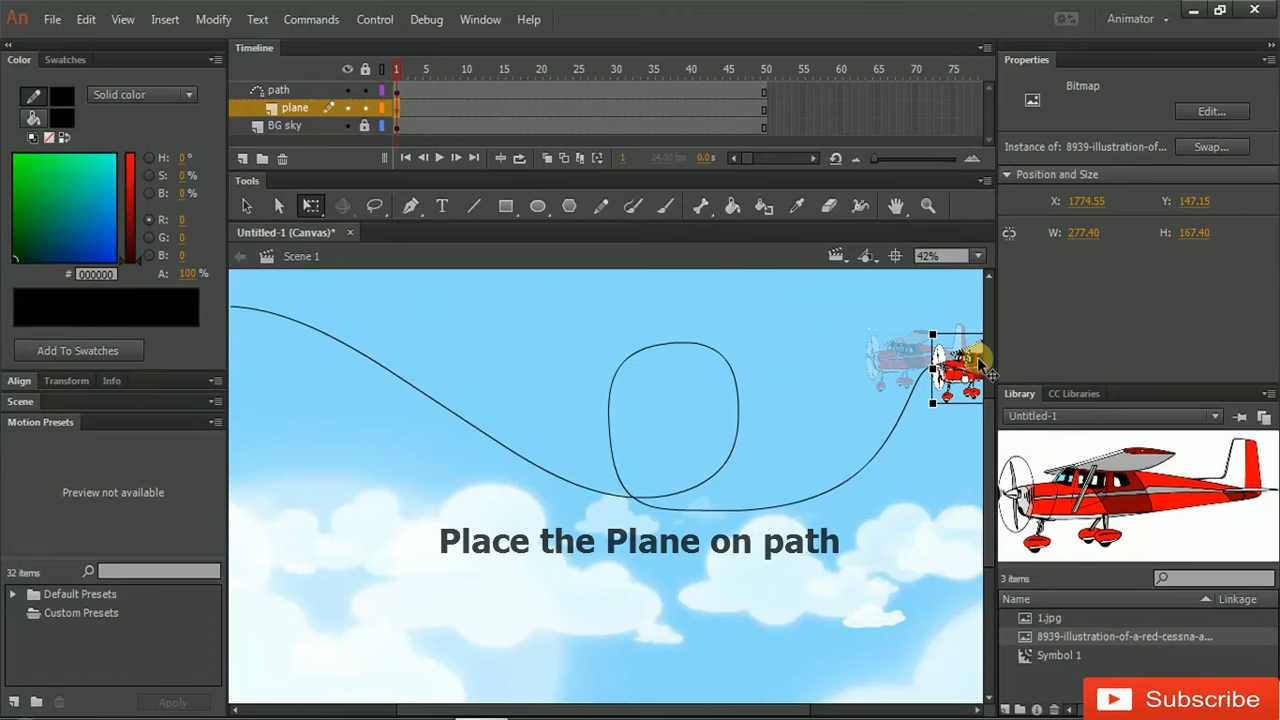 An File Edit View Insert Modify Text Commands Control Debug Window Help Animator
Color Swatches
Solid color
H: 0 °
S: 0 %
B: 0 %
R: 0
G: 0
B: 0
# 000000 A: 100 %
Add To Swatches
Align Transform Info
Scene
Motion Presets
Preview not available
32 items
Default Presets
Custom Presets
Apply
Timeline
1 5 10 15 20 25 30 35 40 45 50 55 60 65 70 75
path
plane
BG sky
1 24.00 fps 0.0s
Tools
Untitled-1 (Canvas)*
Scene 1
42%
Place the Plane on path
Properties
Bitmap
Edit...
Instance of: 8939-illustration-of...
Swap...
Position and Size
X: 1774.55 Y: 147.15
W: 277.40 H: 167.40
Library CC Libraries
Untitled-1
3 items
Name Linkage
1.jpg
8939-illustration-of-a-red-cessna-a...
Symbol 1
Subscribe